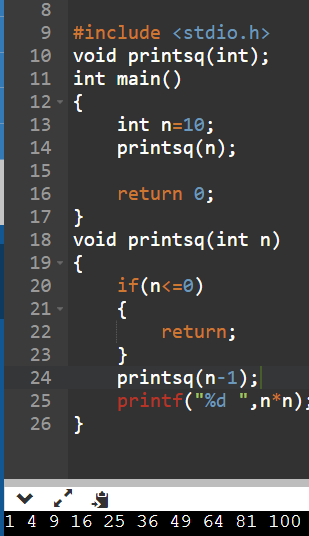 8
9 #include <stdio.h>
10 void printsq(int);
11 int main()
12 {
13     int n=10;
14     printsq(n);
15
16     return 0;
17 }
18 void printsq(int n)
19 {
20     if(n<=0)
21     {
22         return;
23     }
24     printsq(n-1);
25     printf("%d ",n*n);
26 }
1 4 9 16 25 36 49 64 81 100